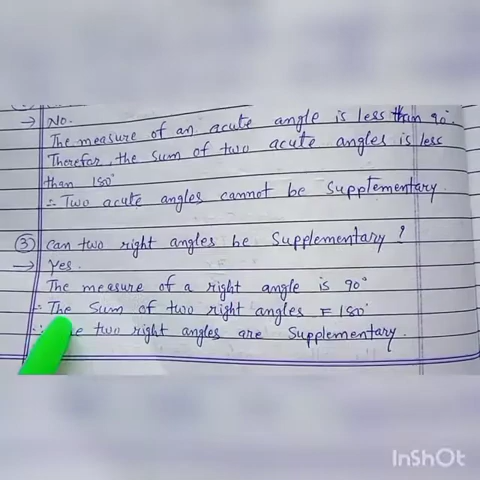 → No.
The measure of an acute angle is less than 90°.
Therefor, the sum of two acute angles is less
than 180°
∴ Two acute angles cannot be Supplementary.
③ Can two right angles be Supplementary?
→ Yes.
The measure of a right angle is 90°
∴ The Sum of two right angles = 180°
two right angles are Supplementary.
InShOt